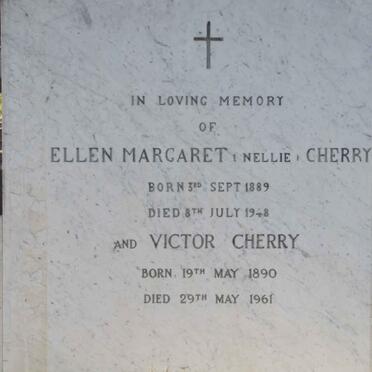 IN LOVING MEMORY
OF
ELLEN MARGARET (NELLIE) CHERRY
BORN 3RD SEPT 1889
DIED 8TH JULY 1948
AND VICTOR CHERRY
BORN 19TH MAY 1890
DIED 29TH MAY 1961